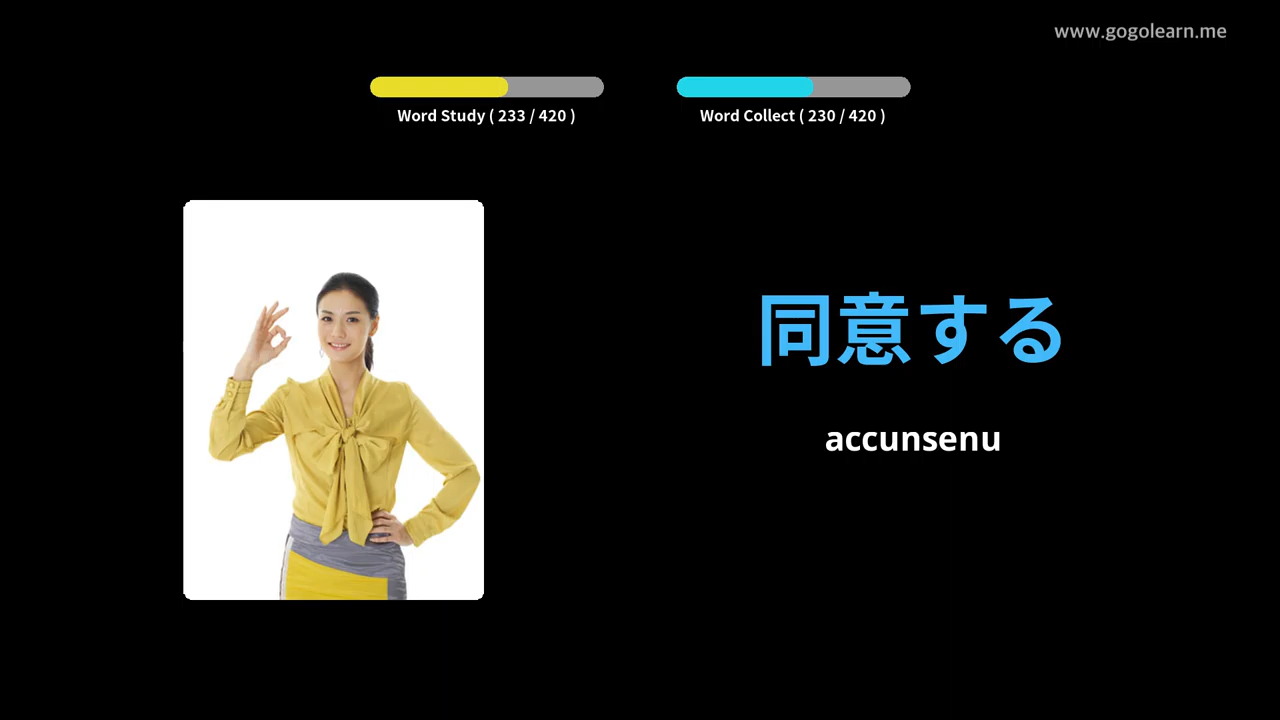 www.gogolearn.me
Word Study ( 233 / 420 )
Word Collect ( 230 / 420 )
同意する
accunsenu